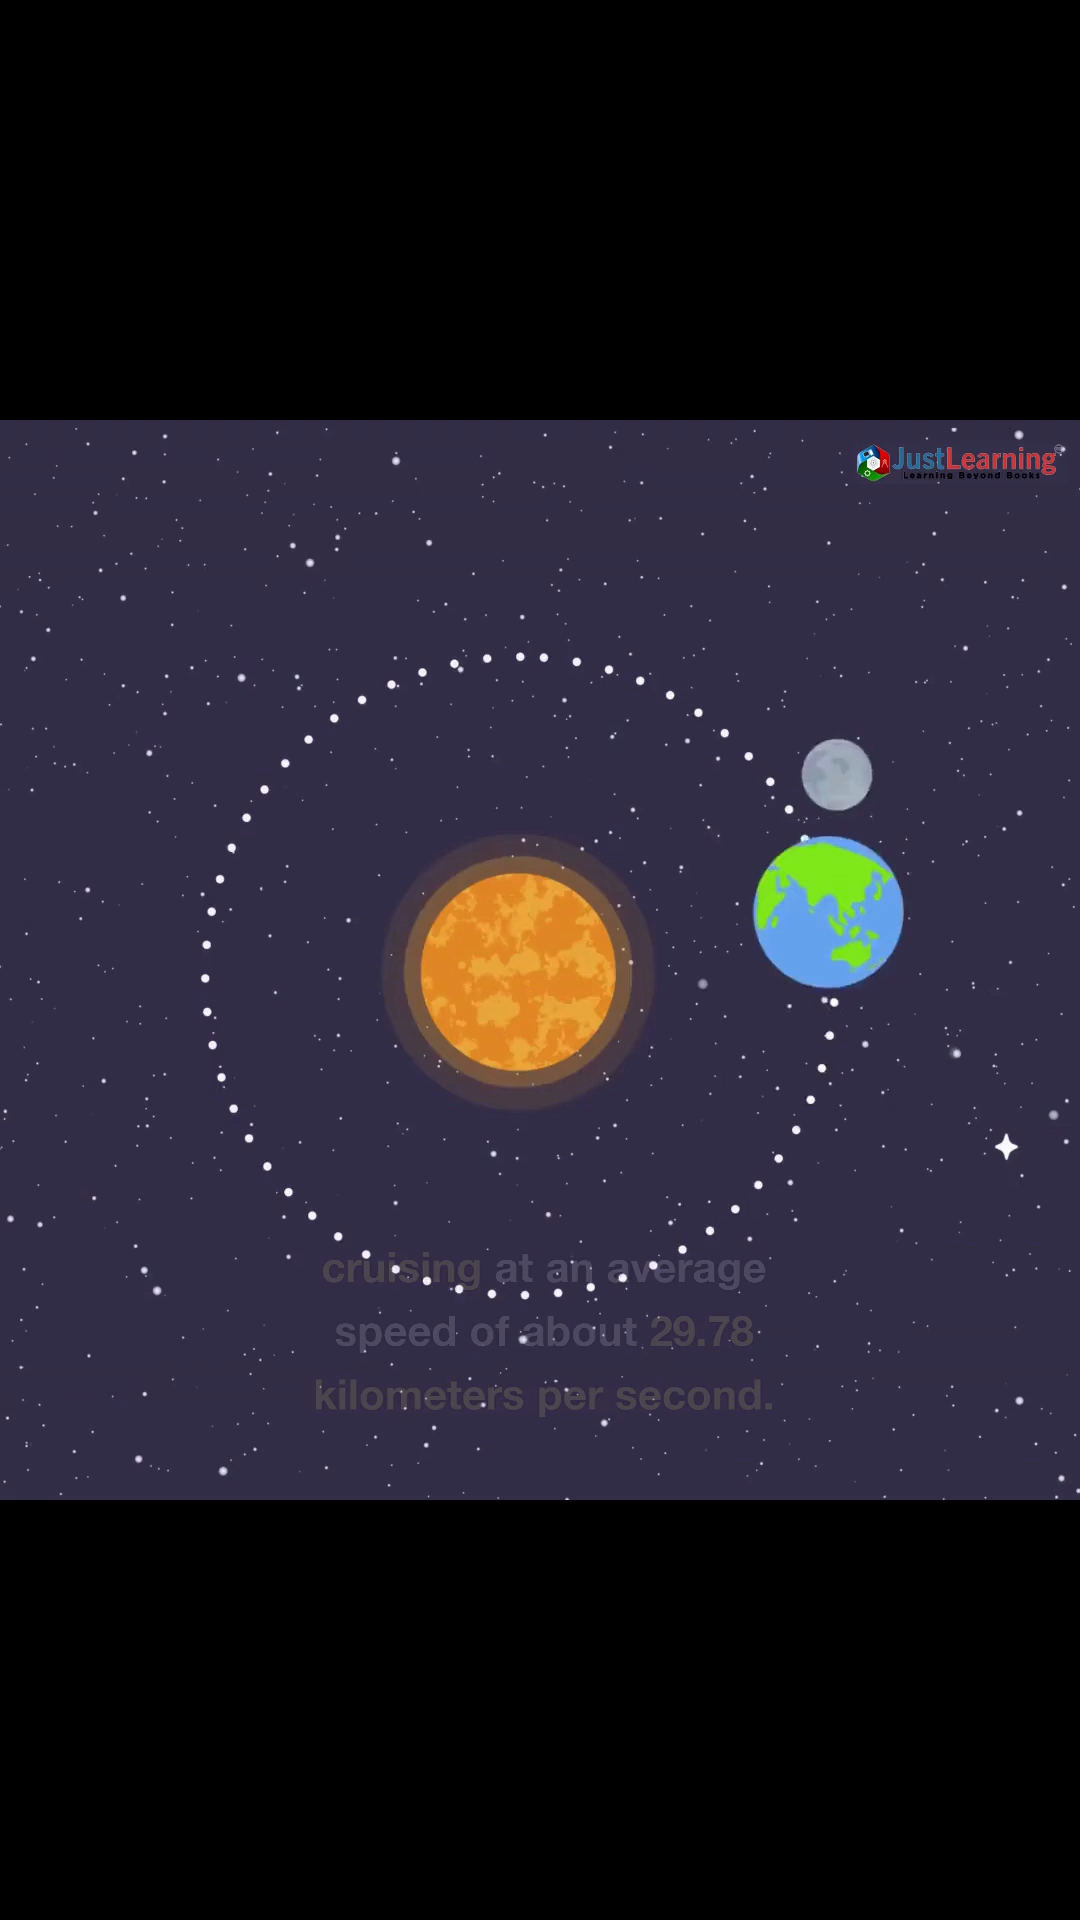 JustLearning
Learning Beyond Books
cruising at an average
speed of about 29.78
kilometers per second.